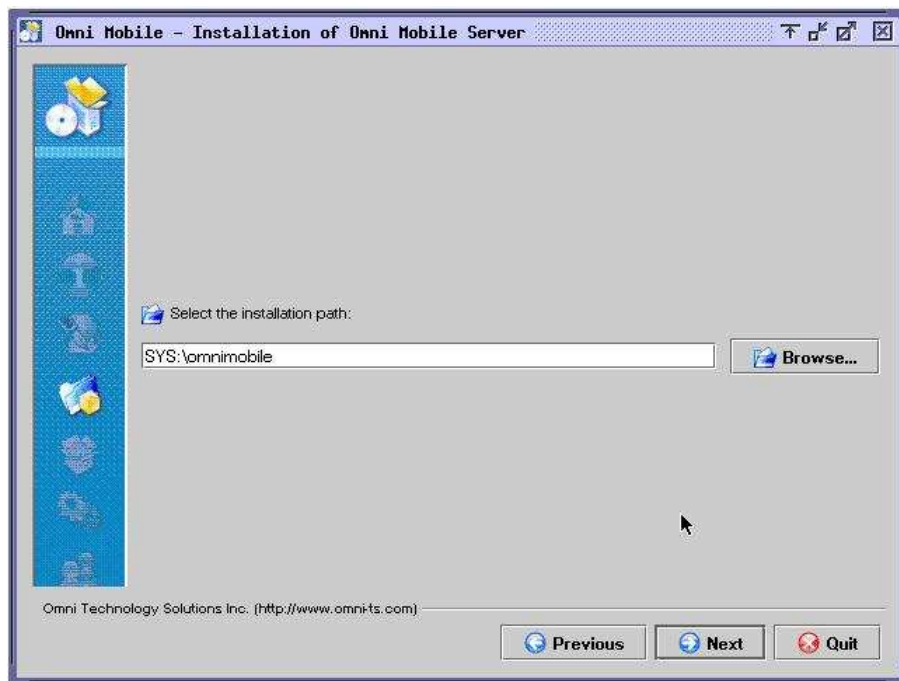 Omni Mobile - Installation of Omni Mobile Server
Select the installation path:
SYS:\omnimobile
Browse...
Omni Technology Solutions Inc. (http://www.omni-ts.com)
Previous
Next
Quit